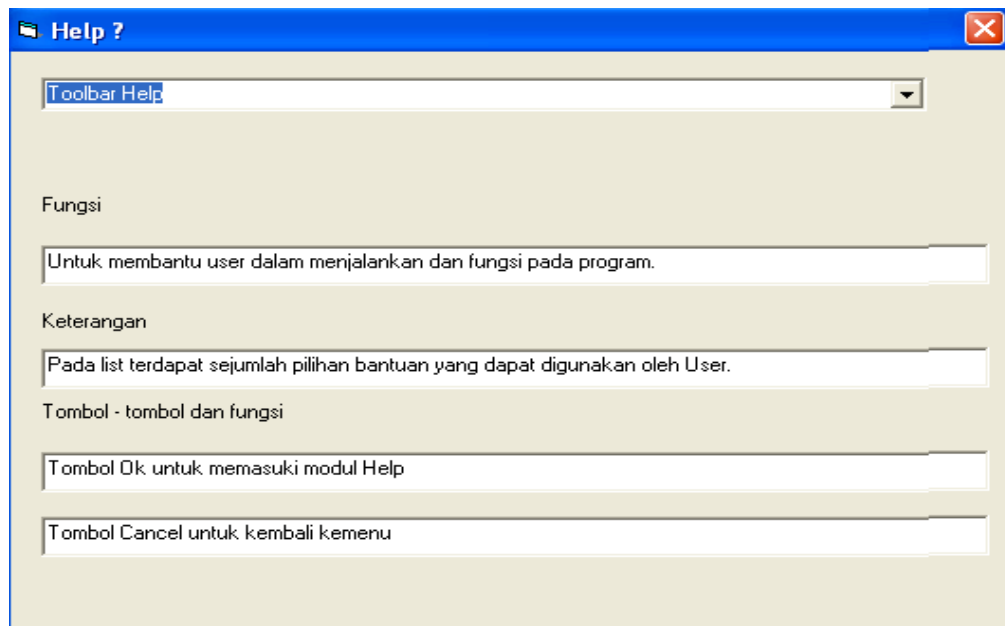 Help ?
Toolbar Help
Fungsi
Untuk membantu user dalam menjalankan dan fungsi pada program.
Keterangan
Pada list terdapat sejumlah pilihan bantuan yang dapat digunakan oleh User.
Tombol - tombol dan fungsi
Tombol Ok untuk memasuki modul Help
Tombol Cancel untuk kembali kemenu